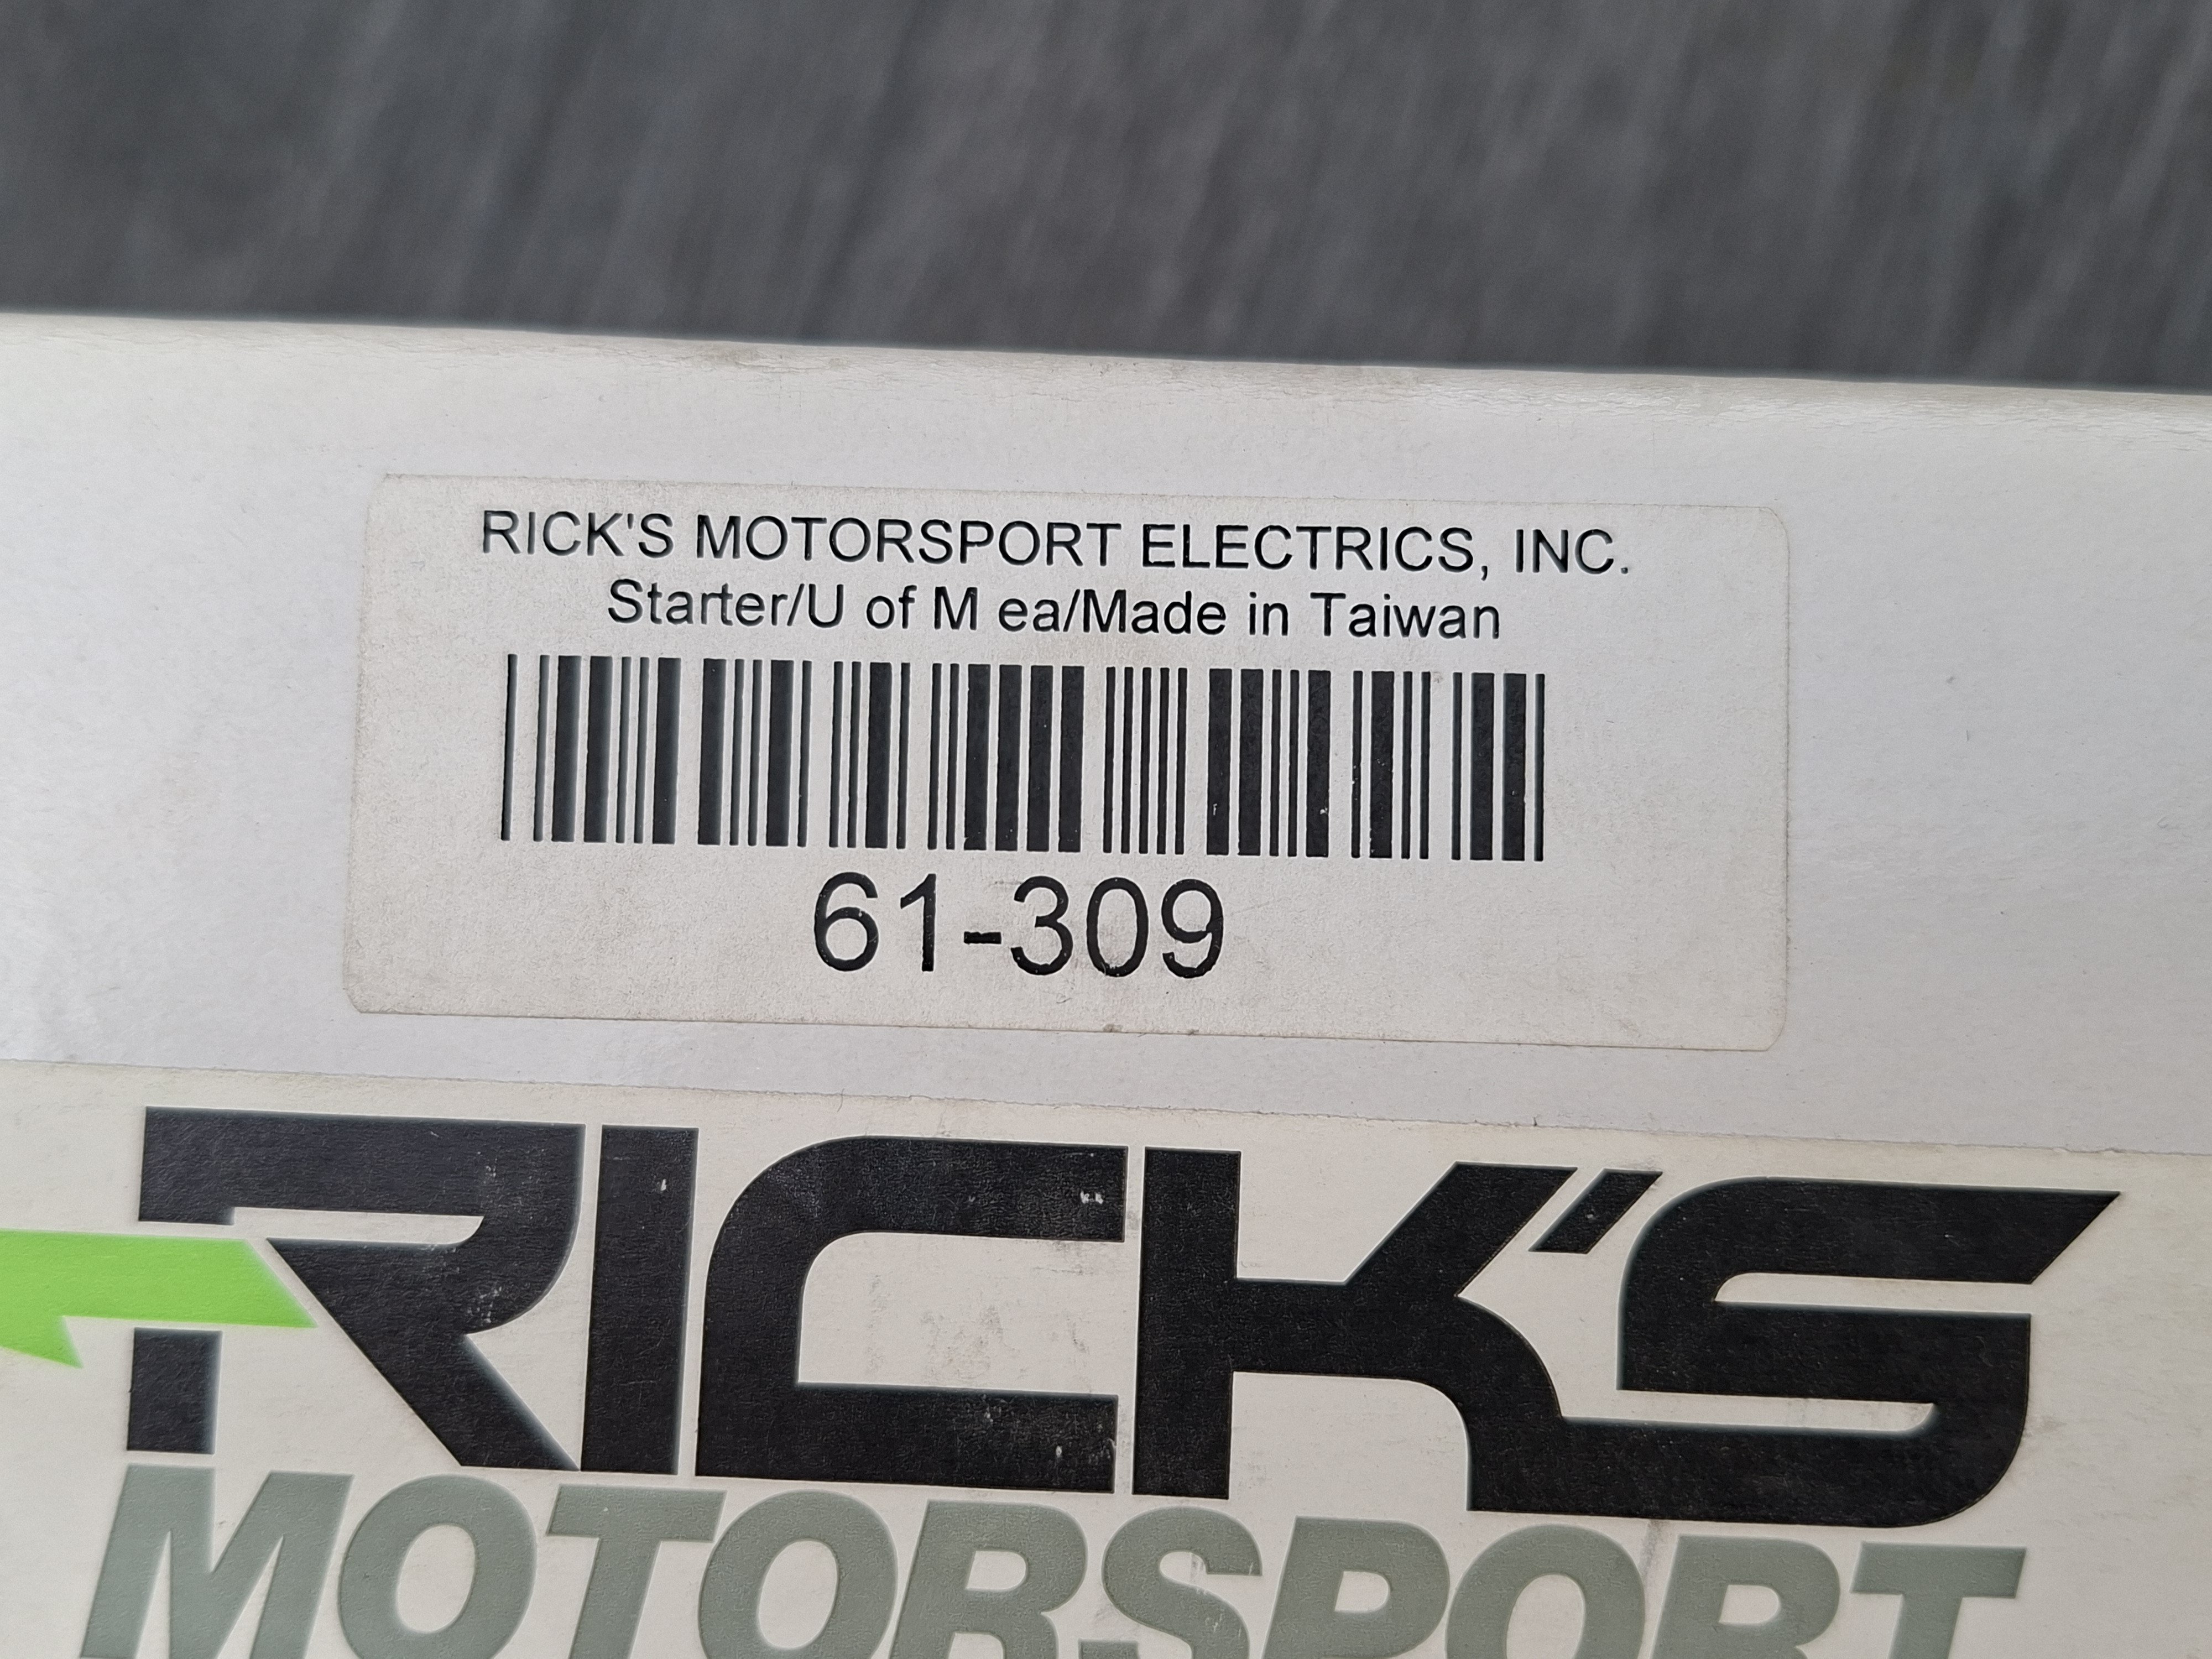 RICK'S MOTORSPORT ELECTRICS, INC.
Starter/U of M ea/Made in Taiwan
61-309
RICK'S
MOTORSPORT